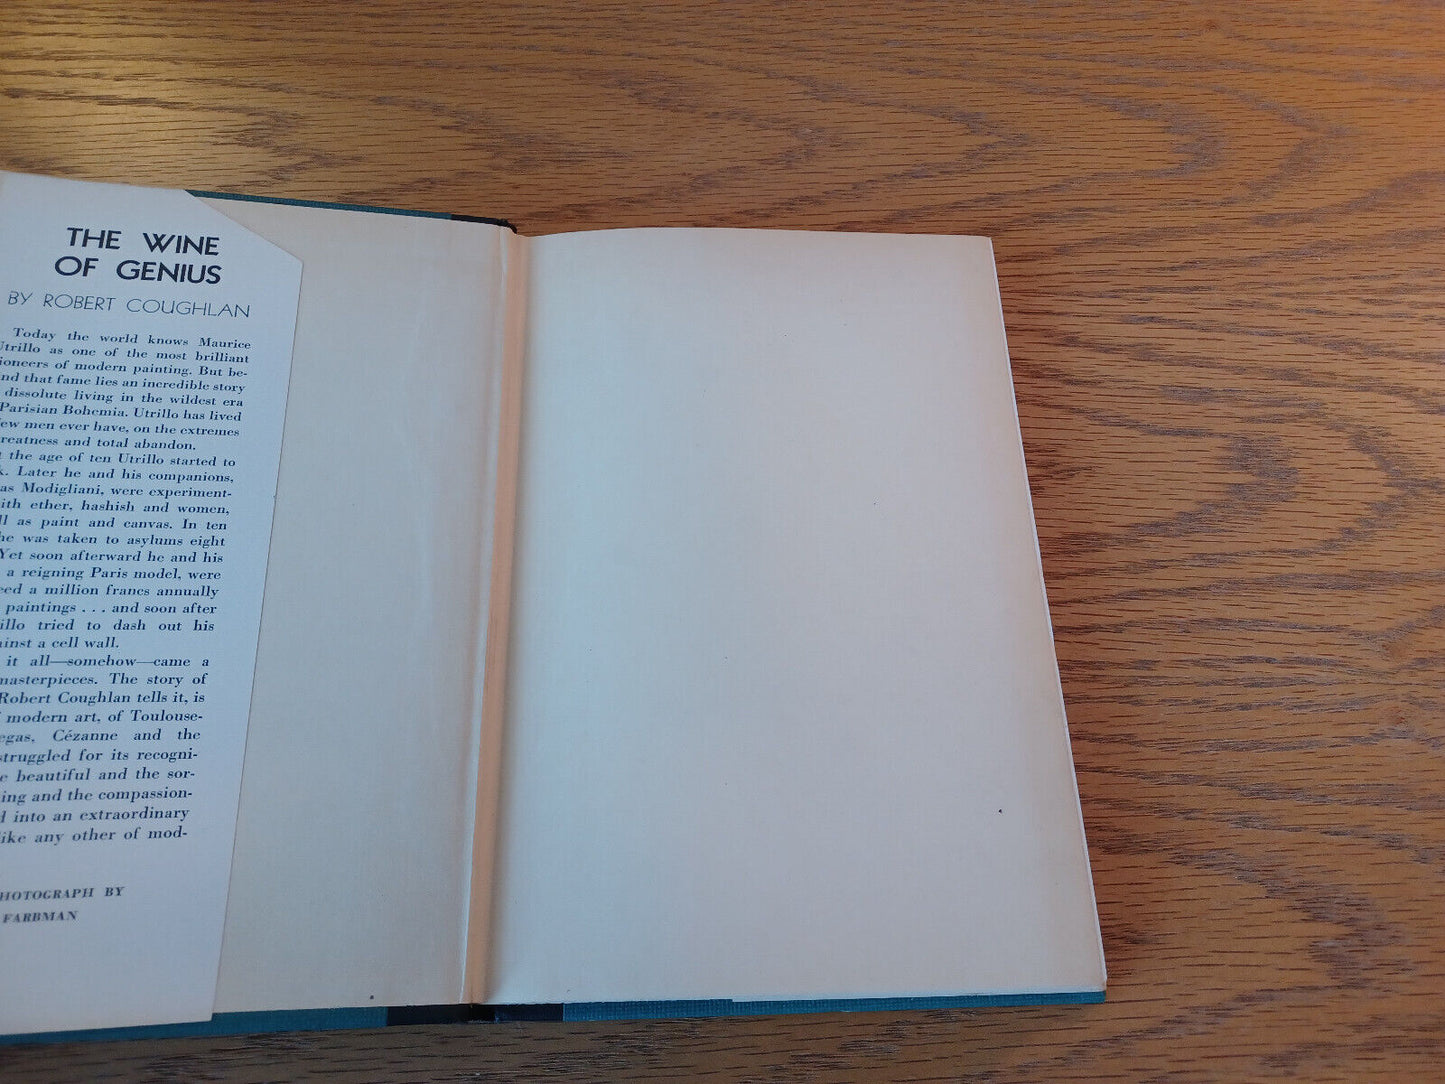 THE WINE
OF GENIUS
BY ROBERT COUGHLAN
Today the world knows Maurice
Utrillo as one of the most brilliant
ioneers of modern painting. But be-
nd that fame lies an incredible story
dissolute living in the wildest era
Parisian Bohemia. Utrillo has lived
few men ever have, on the extremes
reatness and total abandon.
t the age of ten Utrillo started to
k. Later he and his companions,
as Modigliani, were experiment-
ith ether, hashish and women,
ll as paint and canvas. In ten
he was taken to asylums eight
Yet soon afterward he and his
a reigning Paris model, were
eed a million francs annually
paintings . . . and soon after
illo tried to dash out his
ainst a cell wall.
it all—somehow—came a
masterpieces. The story of
Robert Coughlan tells it, is
f modern art, of Toulouse-
egas, Cézanne and the
struggled for its recogni-
e beautiful and the sor-
ing and the compassion-
d into an extraordinary
like any other of mod-
HOTOGRAPH BY
FARBMAN